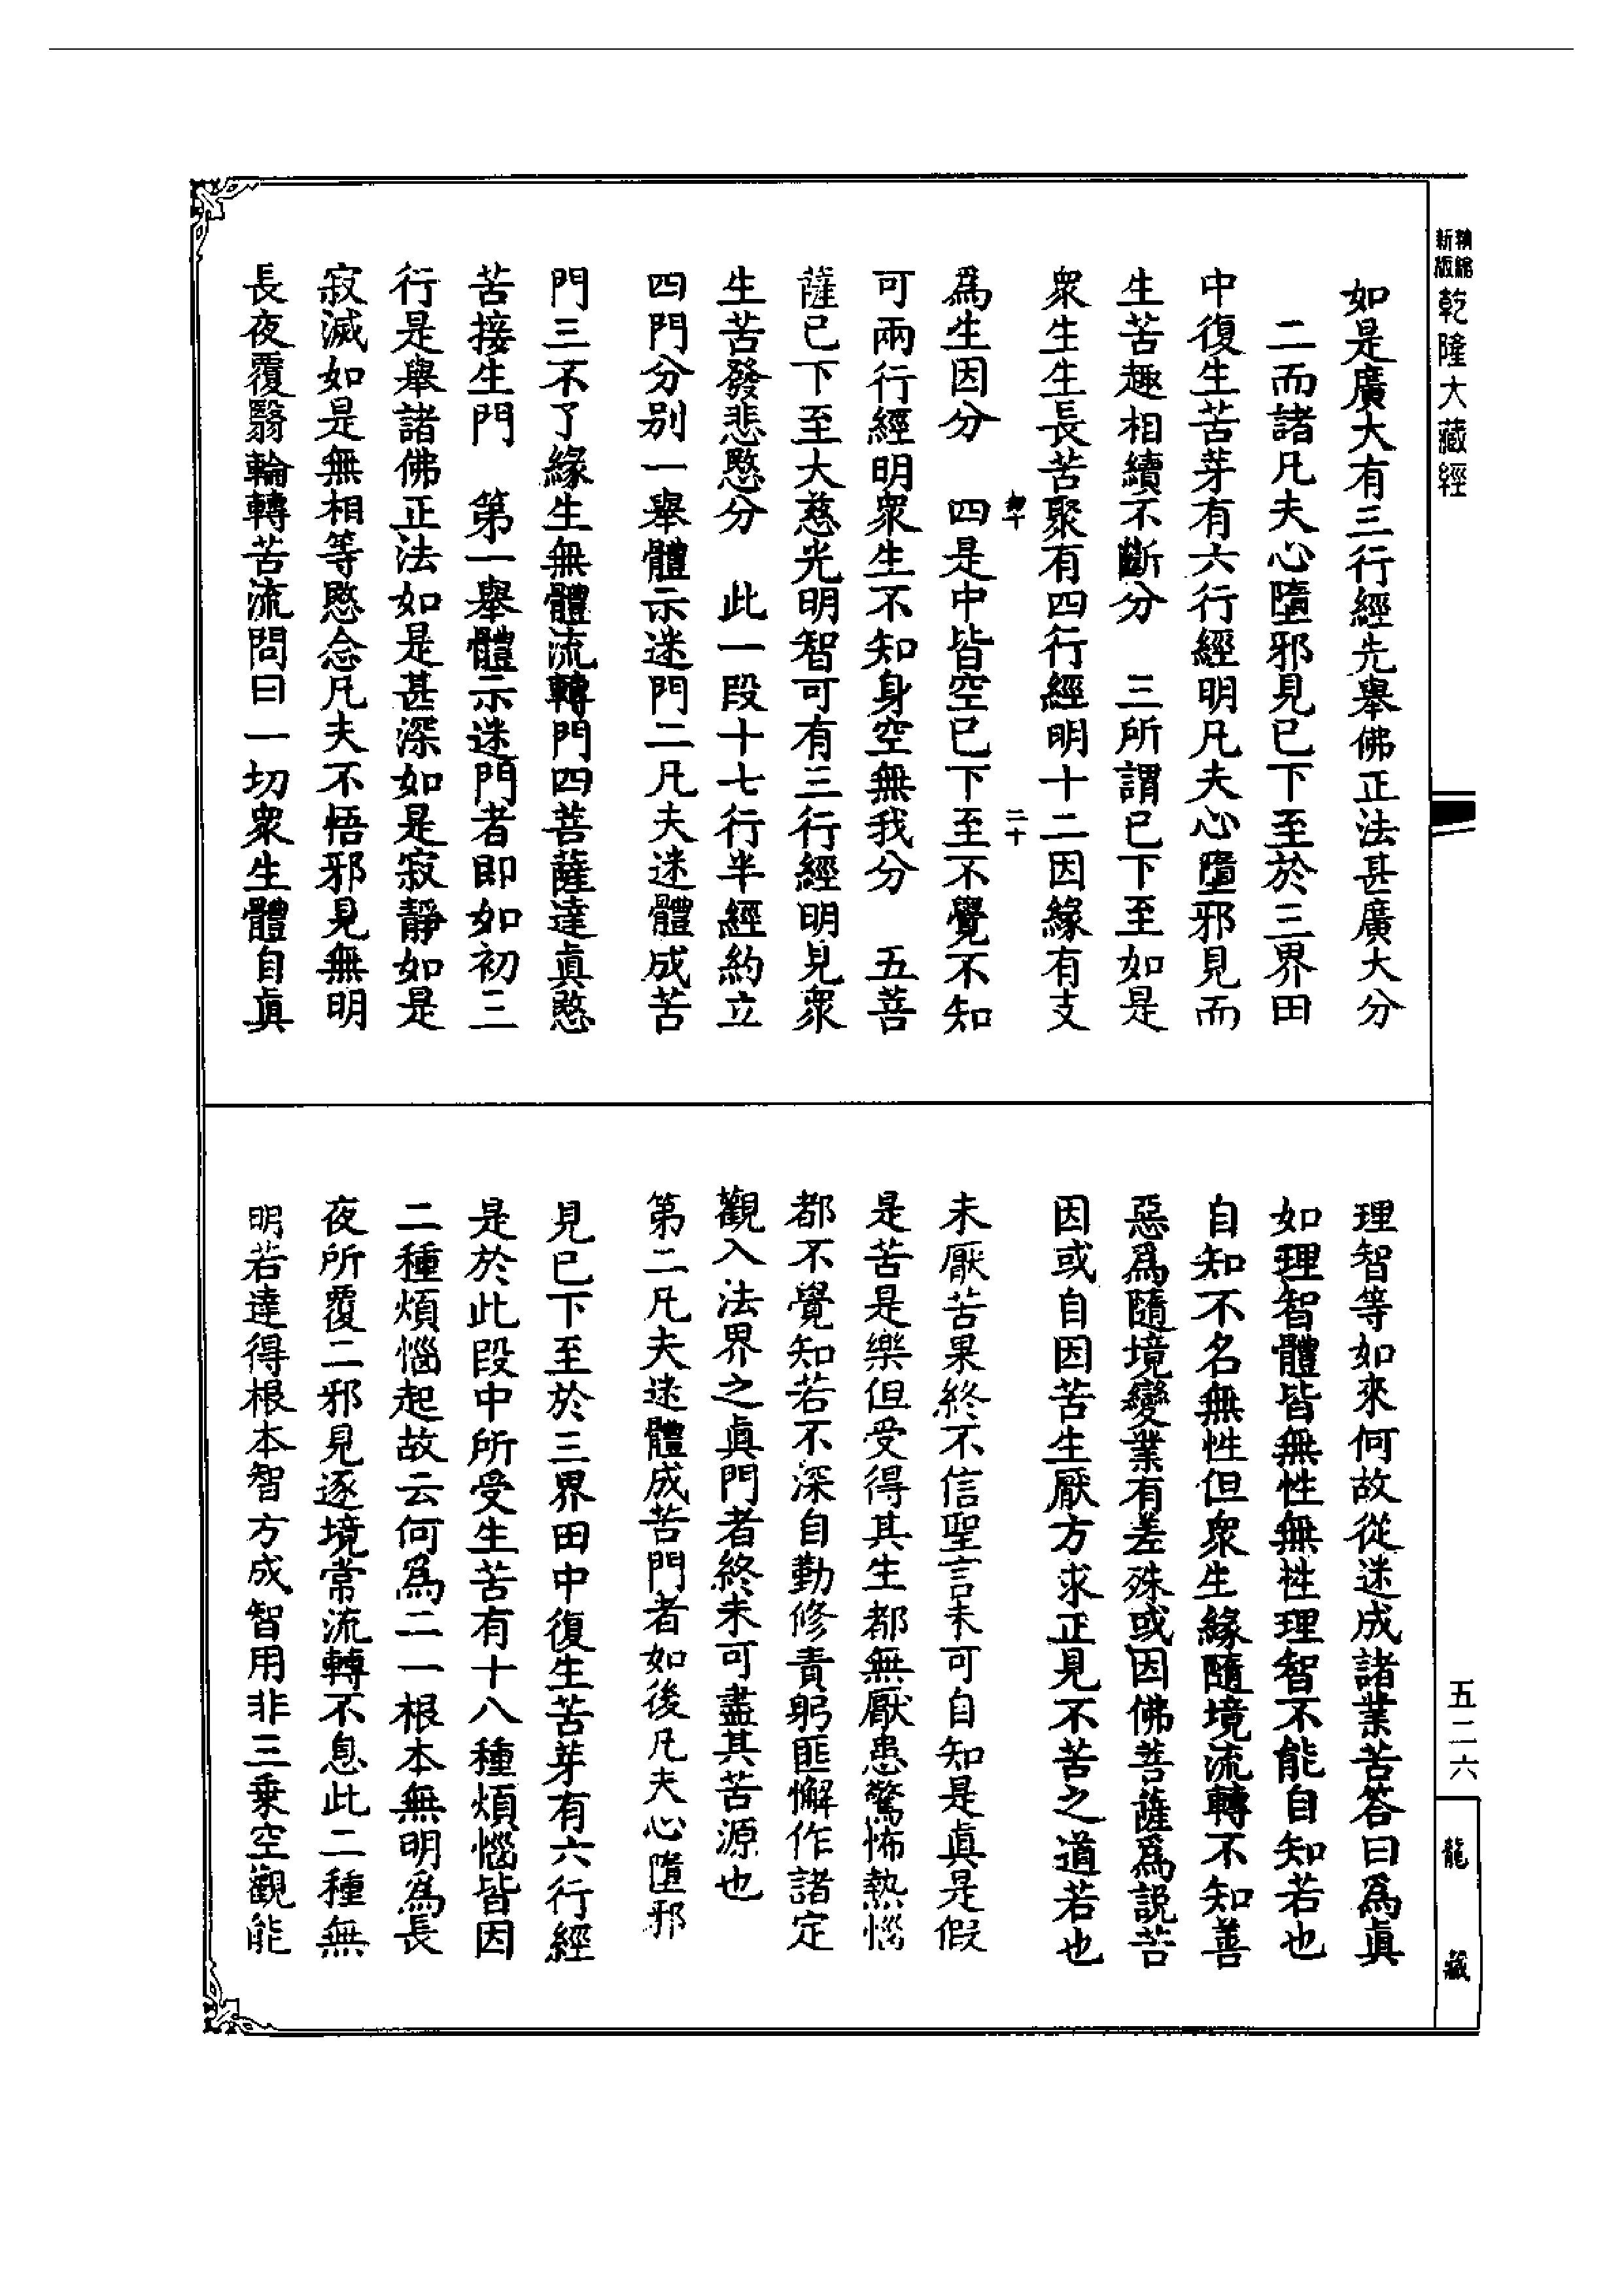 精縮
新版
乾隆大藏經
如是廣大有三行經先舉佛正法甚廣大分
二而諸凡夫心墮邪見已下至於三界田
中復生苦芽有六行經明凡夫心墮邪見而
生苦趣相續不斷分　三所謂已下至如是
衆生生長苦聚有四行經明十二因緣有支
二十
爲生因分　四是中皆空已下至不覺不知
可兩行經明衆生不知身空無我分　五菩
薩已下至大慈光明智可有三行經明見衆
生苦發悲愍分　此一段十七行半經約立
四門分别一舉體示迷門二凡夫迷體成苦
門三不了緣生無體流轉門四菩薩達眞愍
苦接生門　第一舉體示迷門者即如初三
行是舉諸佛正法如是甚深如是寂靜如是
寂滅如是無相等愍念凡夫不悟邪見無明
長夜覆翳輪轉苦流問曰一切衆生體自眞
理智等如來何故從迷成諸業苦答曰爲眞
如理智體皆無性無性理智不能自知若也
自知不名無性但衆生緣隨境流轉不知善
惡爲隨境變業有差殊或因佛菩薩爲説苦
因或自因苦生厭方求正見不苦之道若也
未厭苦果終不信聖言未可自知是眞是假
是苦是樂但受得其生都無厭患驚怖熱惱
都不覺知若不深自勤修責躬匪懈作諸定
觀入法界之眞門者終未可盡其苦源也
第二凡夫迷體成苦門者如後凡夫心墮邪
見已下至於三界田中復生苦芽有六行經
是於此段中所受生苦有十八種煩惱皆因
二種煩惱起故云何爲二一根本無明爲長
夜所覆二邪見逐境常流轉不息此二種無
明若達得根本智方成智用非三乗空觀能
五二六
龍藏